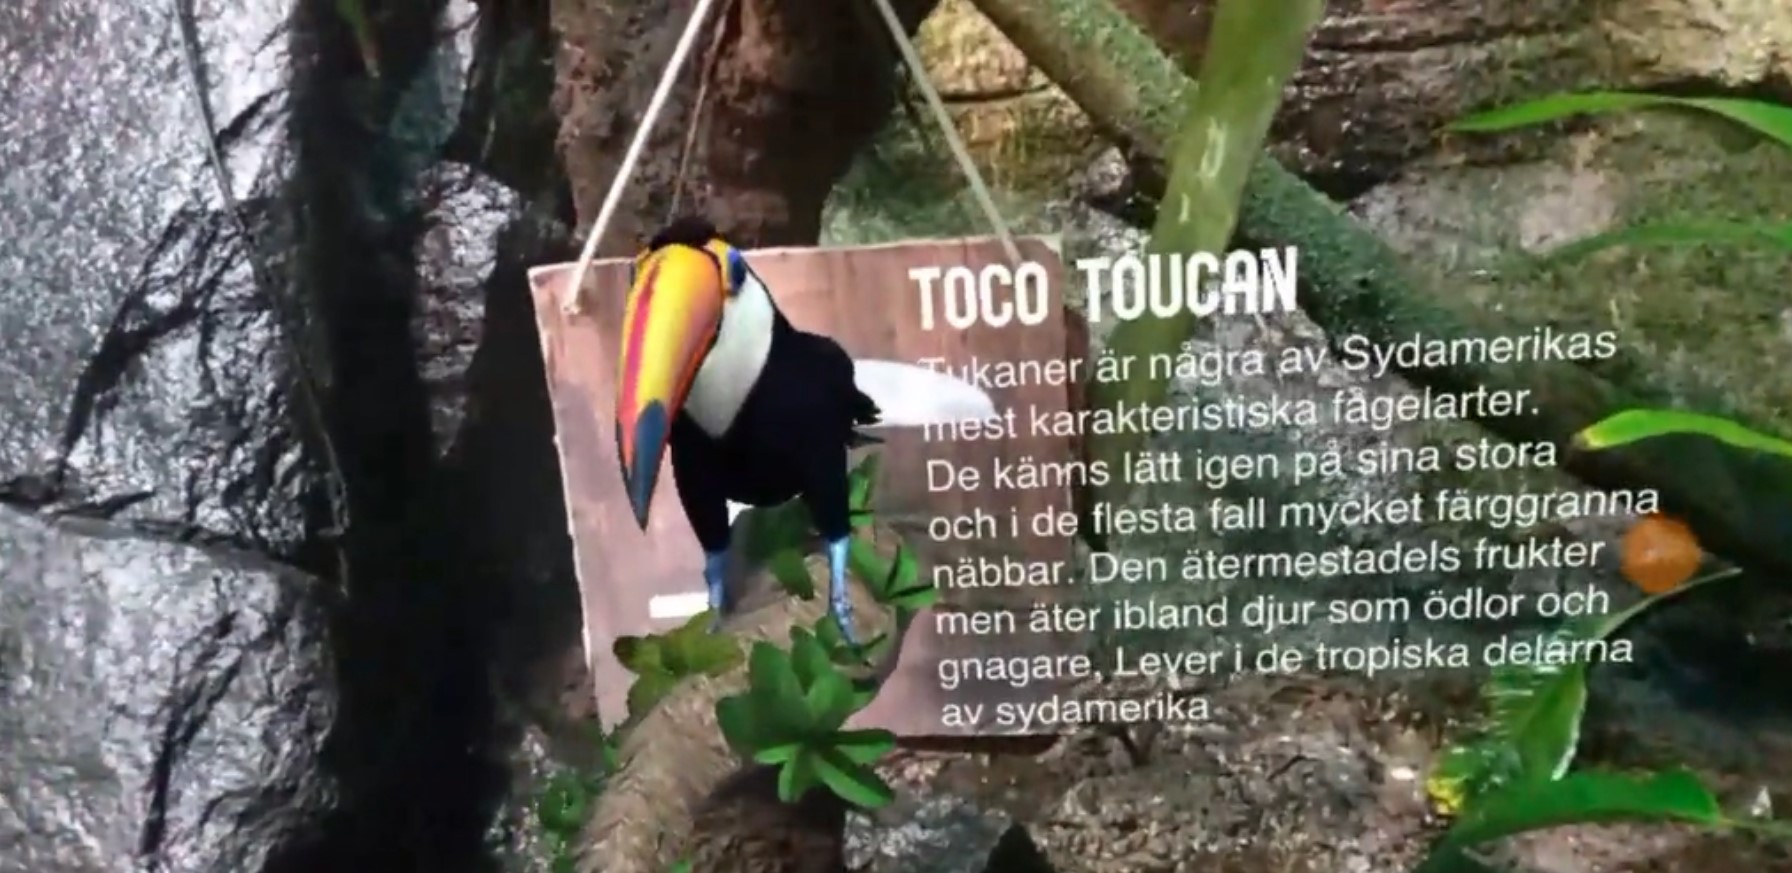 TOCO TOUCAN
Tukaner är några av Sydamerikas
mest karakteristiska fågelarter.
De känns lätt igen på sina stora
och i de flesta fall mycket färggranna
näbbar. Den ätermestadels frukter
men äter ibland djur som ödlor och
gnagare. Lever i de tropiska delarna
av sydamerika